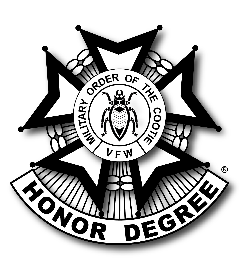 MILITARY ORDER OF THE COOTIE
VFW
HONOR DEGREE
©